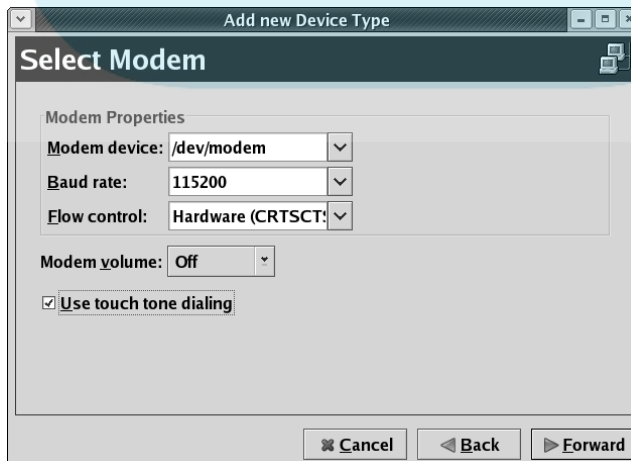 Add new Device Type
Select Modem
Modem Properties
Modem device: /dev/modem
Baud rate: 115200
Flow control: Hardware (CRTSCTS
Modem volume: Off
Use touch tone dialing
Cancel Back Forward